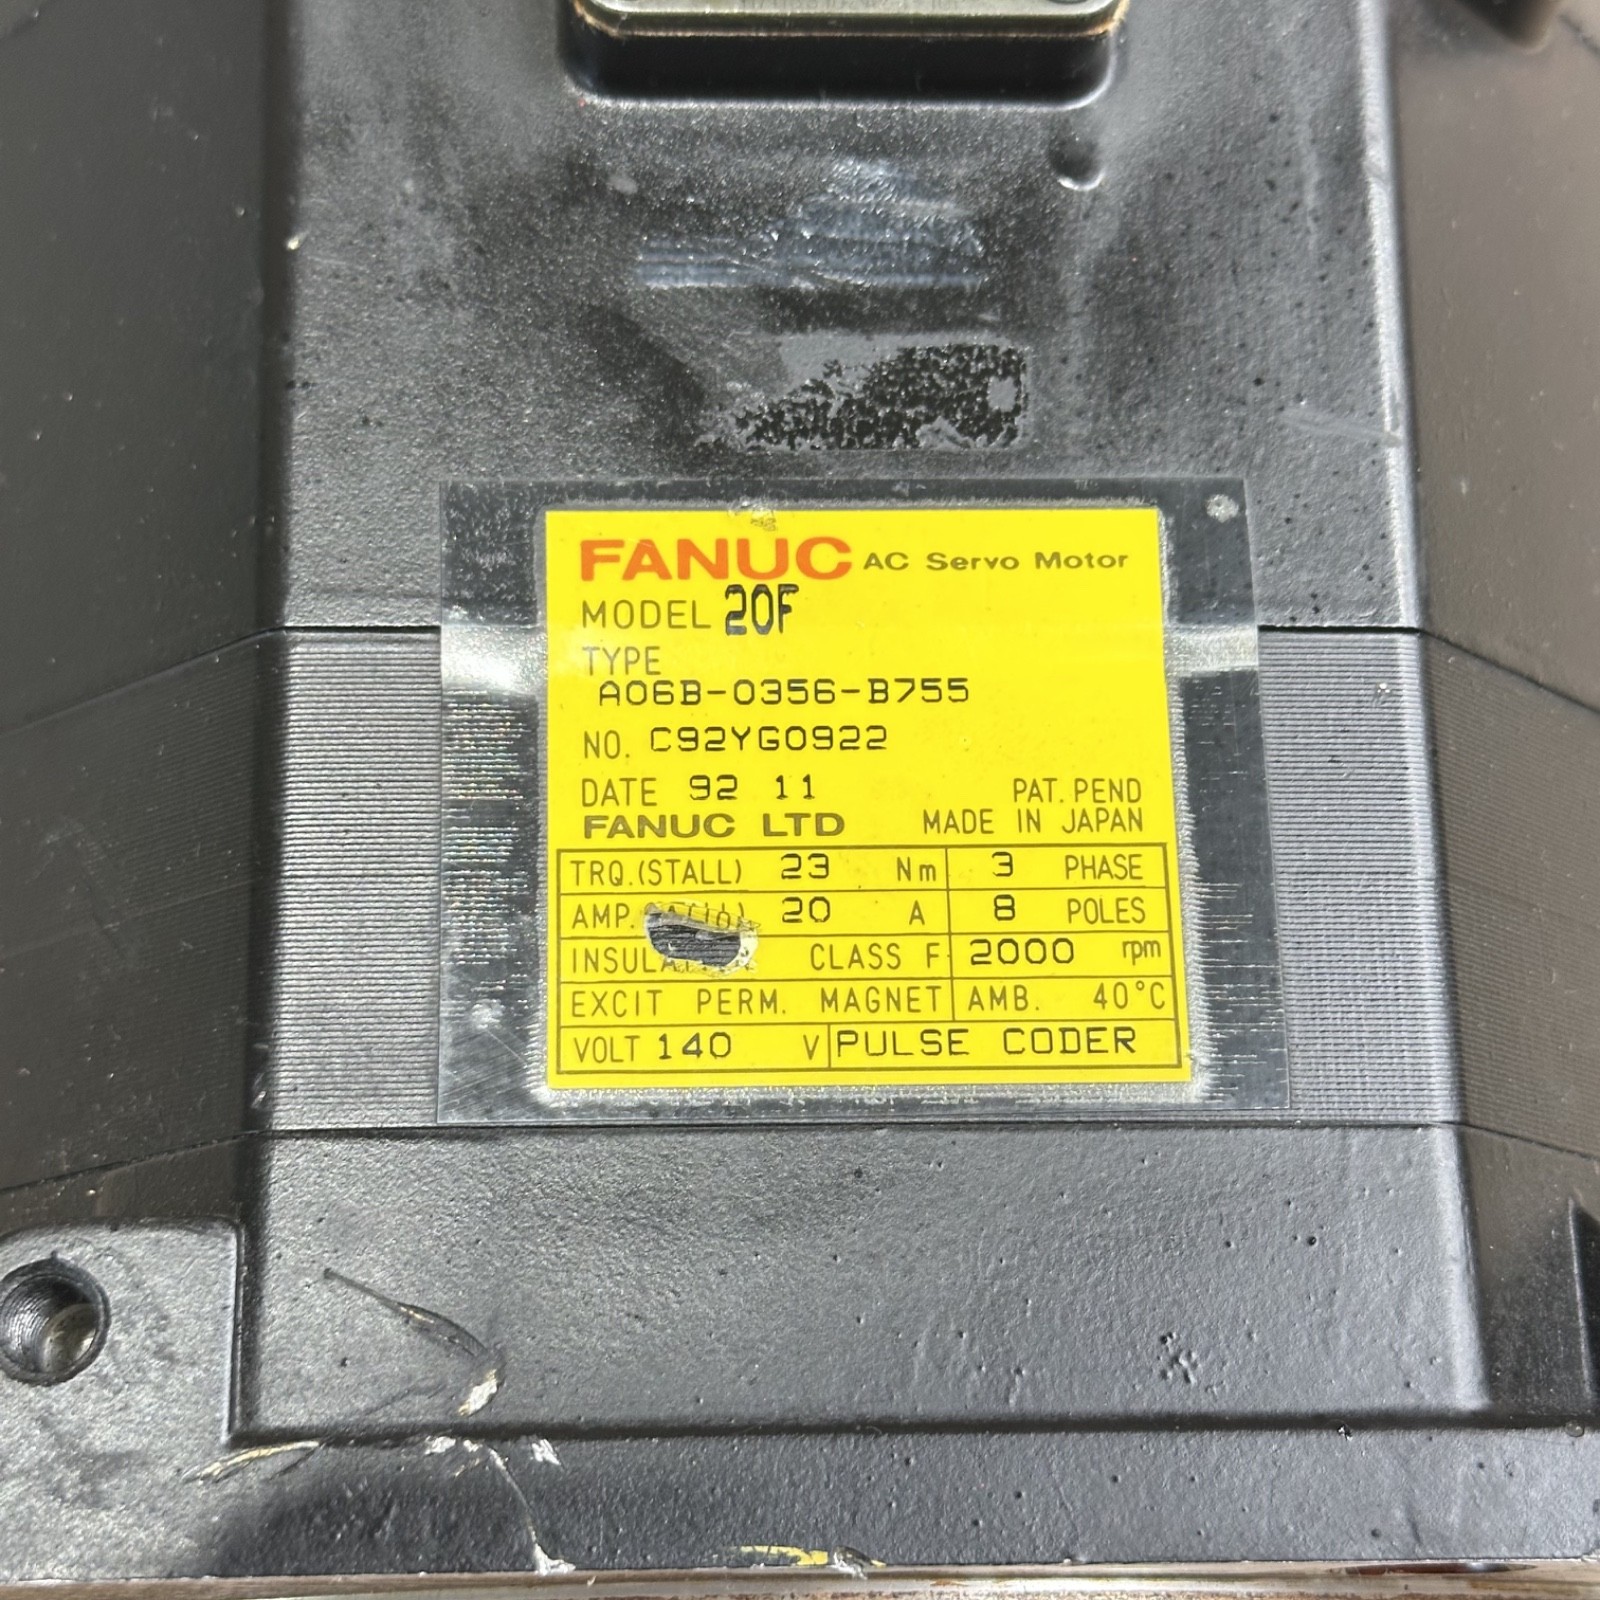 FANUC AC Servo Motor
MODEL 20F
TYPE
A06B-0356-B755
NO. C92YG0922
DATE 92 11 PAT. PEND
FANUC LTD MADE IN JAPAN
TRQ.(STALL) 23 Nm 3 PHASE
AMP. 20 A 8 POLES
CLASS F 2000 rpm
EXCIT PERM. MAGNET AMB. 40°C
VOLT 140 V PULSE CODER